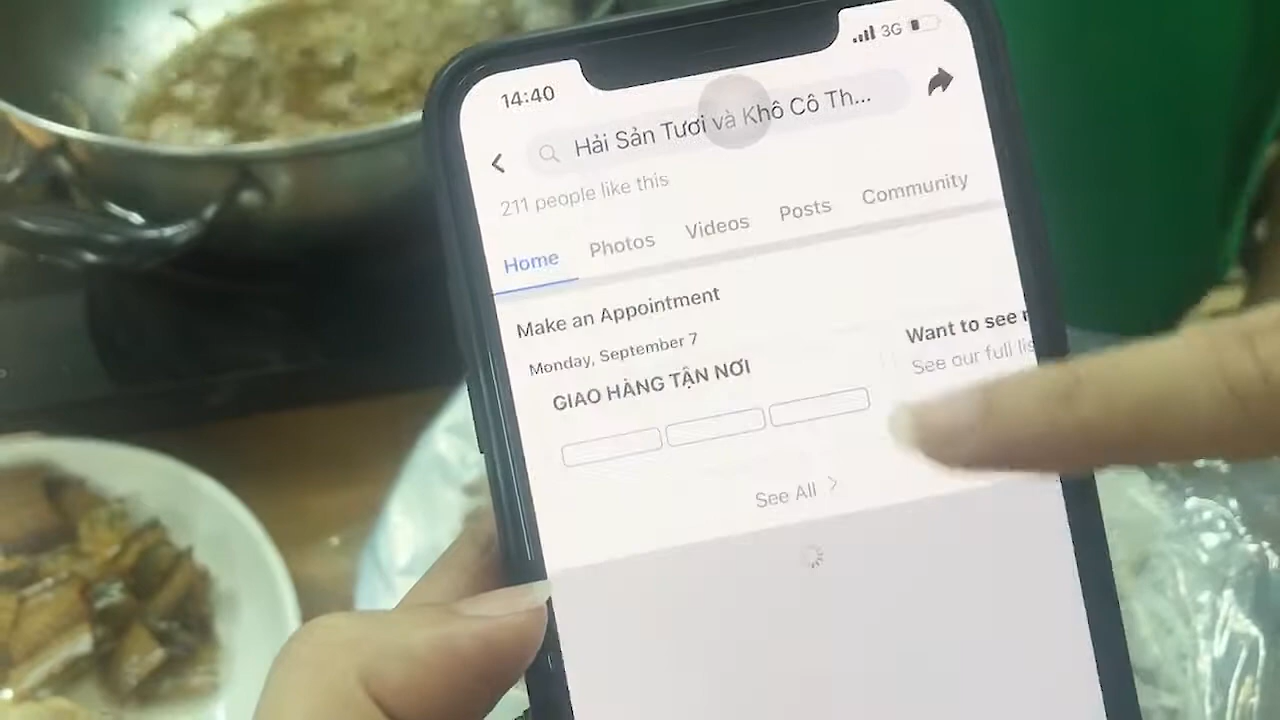 14:40 3G
Hải Sản Tươi và Khô Cô Th...
211 people like this
Home Photos Videos Posts Community
Make an Appointment
Monday, September 7
GIAO HÀNG TẬN NƠI
See All
Want to see
See our full lis